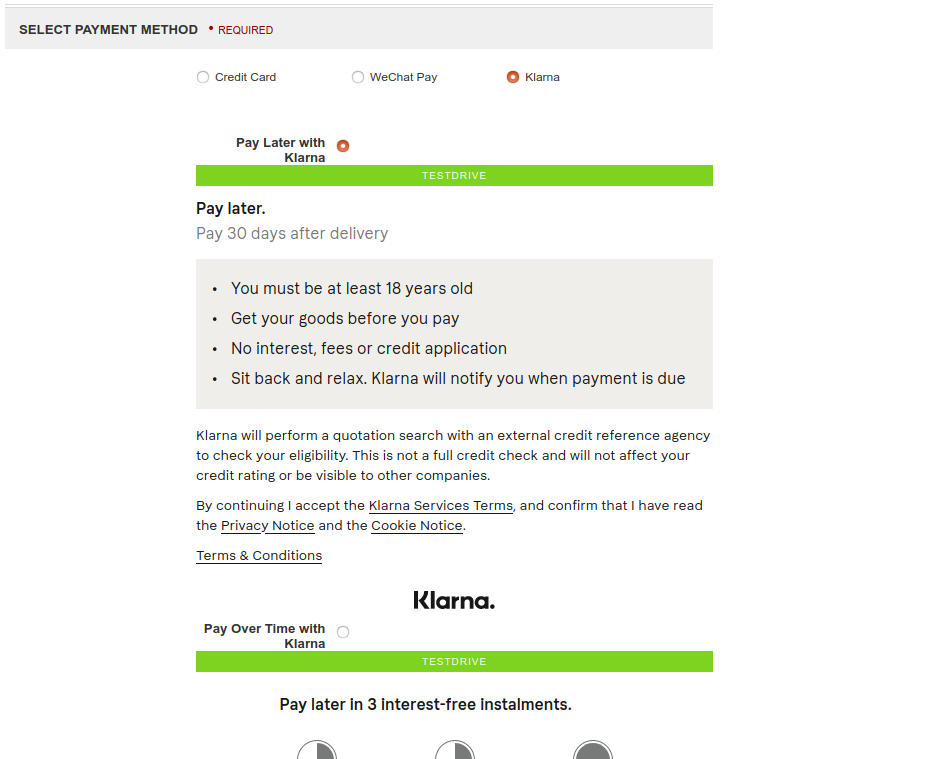 SELECT PAYMENT METHOD • REQUIRED
Credit Card WeChat Pay Klarna
Pay Later with
Klarna
TESTDRIVE
Pay later.
Pay 30 days after delivery
• You must be at least 18 years old
• Get your goods before you pay
• No interest, fees or credit application
• Sit back and relax. Klarna will notify you when payment is due
Klarna will perform a quotation search with an external credit reference agency
to check your eligibility. This is not a full credit check and will not affect your
credit rating or be visible to other companies.
By continuing I accept the Klarna Services Terms, and confirm that I have read
the Privacy Notice and the Cookie Notice.
Terms & Conditions
Klarna.
Pay Over Time with
Klarna
TESTDRIVE
Pay later in 3 interest-free instalments.